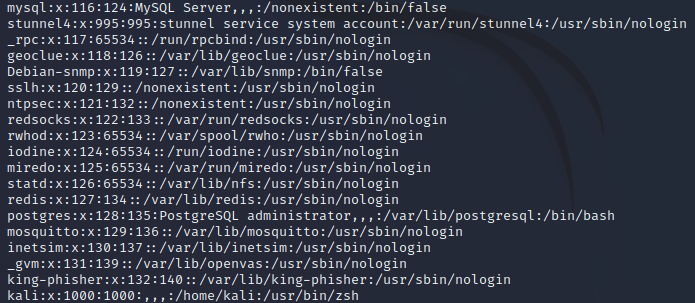 mysql:x:116:124:MySQL Server,,,:/nonexistent:/bin/false
stunnel4:x:995:995:stunnel service system account:/var/run/stunnel4:/usr/sbin/nologin
_rpc:x:117:65534::/run/rpcbind:/usr/sbin/nologin
geoclue:x:118:126::/var/lib/geoclue:/usr/sbin/nologin
Debian-snmp:x:119:127::/var/lib/snmp:/bin/false
sslh:x:120:129::/nonexistent:/usr/sbin/nologin
ntpsec:x:121:132::/nonexistent:/usr/sbin/nologin
redsocks:x:122:133::/var/run/redsocks:/usr/sbin/nologin
rwhod:x:123:65534::/var/spool/rwho:/usr/sbin/nologin
iodine:x:124:65534::/run/iodine:/usr/sbin/nologin
miredo:x:125:65534::/var/run/miredo:/usr/sbin/nologin
statd:x:126:65534::/var/lib/nfs:/usr/sbin/nologin
redis:x:127:134::/var/lib/redis:/usr/sbin/nologin
postgres:x:128:135:PostgreSQL administrator,,,:/var/lib/postgresql:/bin/bash
mosquitto:x:129:136::/var/lib/mosquitto:/usr/sbin/nologin
inetsim:x:130:137::/var/lib/inetsim:/usr/sbin/nologin
_gvm:x:131:139::/var/lib/openvas:/usr/sbin/nologin
king-phisher:x:132:140::/var/lib/king-phisher:/usr/sbin/nologin
kali:x:1000:1000:,,,:/home/kali:/usr/bin/zsh